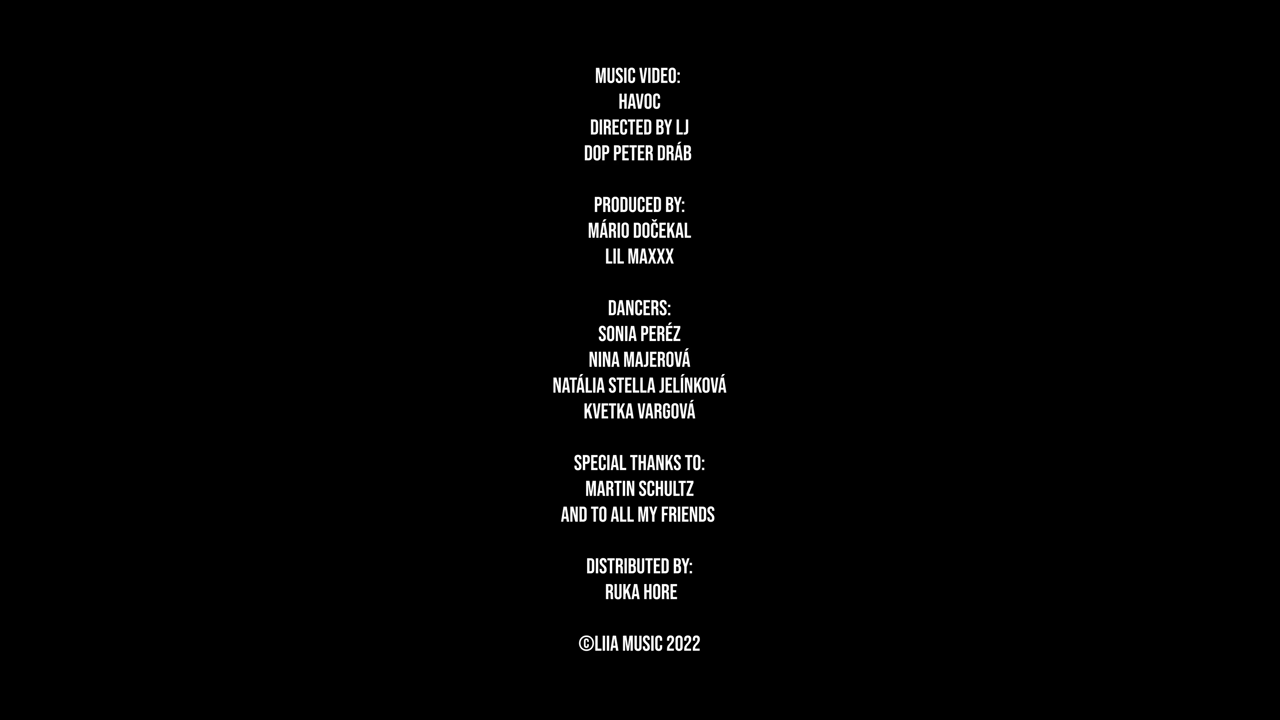 MUSIC VIDEO:
HAVOC
DIRECTED BY LJ
DOP PETER DRÁB
PRODUCED BY:
MÁRIO DOČEKAL
LIL MAXXX
DANCERS:
SONIA PERÉZ
NINA MAJEROVÁ
NATÁLIA STELLA JELÍNKOVÁ
KVETKA VARGOVÁ
SPECIAL THANKS TO:
MARTIN SCHULTZ
AND TO ALL MY FRIENDS
DISTRIBUTED BY:
RUKA HORE
©LIIA MUSIC 2022